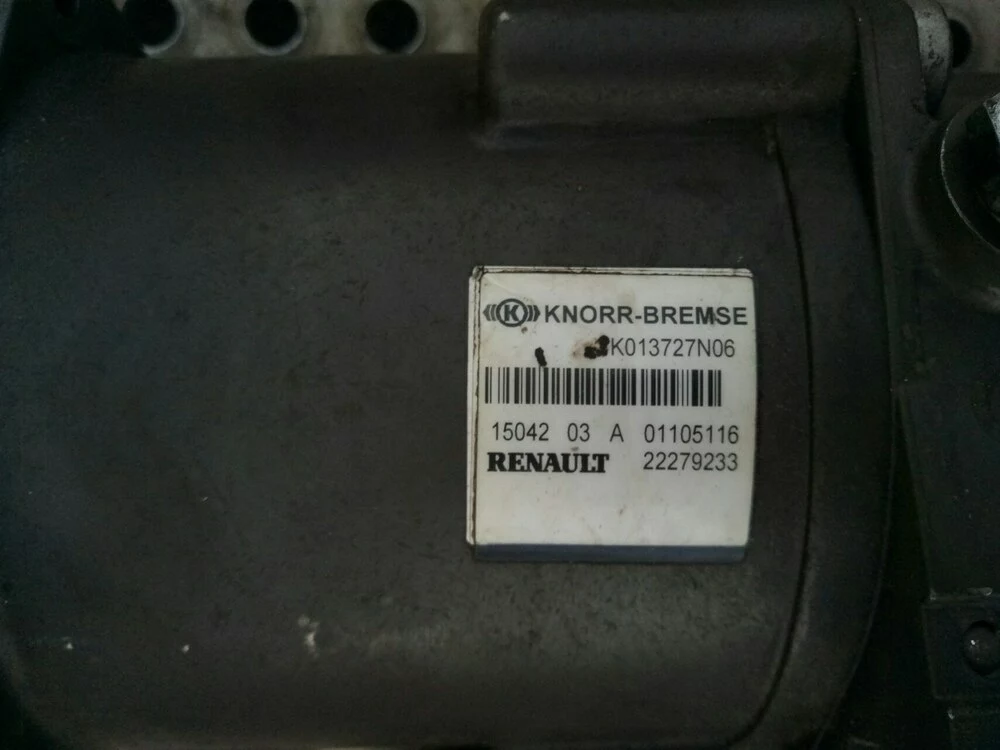 K KNORR-BREMSE
K013727N06
15042 03 A 01105116
RENAULT 22279233